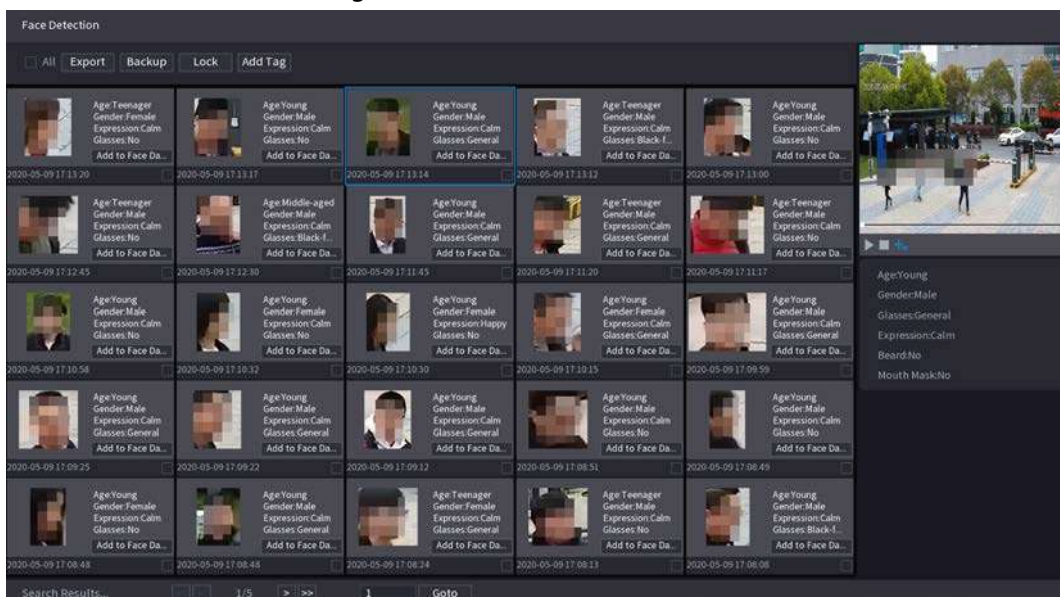 Face Detection
All Export Backup Lock Add Tag
Age:Teenager
Gender:Female
Expression:Calm
Glasses:No
Add to Face Da...
2020-05-09 17:13:20
Age:Young
Gender:Male
Expression:Calm
Glasses:No
Add to Face Da...
2020-05-09 17:13:17
Age:Young
Gender:Male
Expression:Calm
Glasses:General
Add to Face Da...
2020-05-09 17:13:14
Age:Teenager
Gender:Male
Expression:Calm
Glasses:Black-f...
Add to Face Da...
2020-05-09 17:13:12
Age:Young
Gender:Male
Expression:Calm
Glasses:No
Add to Face Da...
2020-05-09 17:13:00
Age:Teenager
Gender:Male
Expression:Calm
Glasses:No
Add to Face Da...
2020-05-09 17:12:45
Age:Middle-aged
Gender:Male
Expression:Calm
Glasses:Black-f...
Add to Face Da...
2020-05-09 17:12:30
Age:Young
Gender:Male
Expression:Calm
Glasses:General
Add to Face Da...
2020-05-09 17:11:45
Age:Teenager
Gender:Male
Expression:Calm
Glasses:General
Add to Face Da...
2020-05-09 17:11:20
Age:Teenager
Gender:Male
Expression:Calm
Glasses:No
Add to Face Da...
2020-05-09 17:11:17
Age:Young
Gender:Male
Expression:Calm
Glasses:No
Add to Face Da...
2020-05-09 17:10:58
Age:Young
Gender:Female
Expression:Calm
Glasses:No
Add to Face Da...
2020-05-09 17:10:32
Age:Young
Gender:Female
Expression:Happy
Glasses:No
Add to Face Da...
2020-05-09 17:10:30
Age:Young
Gender:Female
Expression:Calm
Glasses:General
Add to Face Da...
2020-05-09 17:10:15
Age:Young
Gender:Male
Expression:Calm
Glasses:General
Add to Face Da...
2020-05-09 17:09:59
Age:Young
Gender:Male
Expression:Calm
Glasses:General
Add to Face Da...
2020-05-09 17:09:25
Age:Young
Gender:Male
Expression:Calm
Glasses:General
Add to Face Da...
2020-05-09 17:09:22
Age:Young
Gender:Male
Expression:Calm
Glasses:General
Add to Face Da...
2020-05-09 17:09:12
Age:Young
Gender:Male
Expression:Calm
Glasses:No
Add to Face Da...
2020-05-09 17:08:51
Age:Young
Gender:Male
Expression:Calm
Glasses:No
Add to Face Da...
2020-05-09 17:08:49
Age:Young
Gender:Female
Expression:Calm
Glasses:No
Add to Face Da...
2020-05-09 17:08:48
Age:Young
Gender:Male
Expression:Calm
Glasses:General
Add to Face Da...
2020-05-09 17:08:48
Age:Teenager
Gender:Female
Expression:Calm
Glasses:General
Add to Face Da...
2020-05-09 17:08:24
Age:Teenager
Gender:Male
Expression:Calm
Glasses:No
Add to Face Da...
2020-05-09 17:08:13
Age:Young
Gender:Male
Expression:Calm
Glasses:Black-f...
Add to Face Da...
2020-05-09 17:08:08
Age:Young
Gender:Male
Glasses:General
Expression:Calm
Beard:No
Mouth Mask:No
Search Results... 1/5 > >> 1 Goto